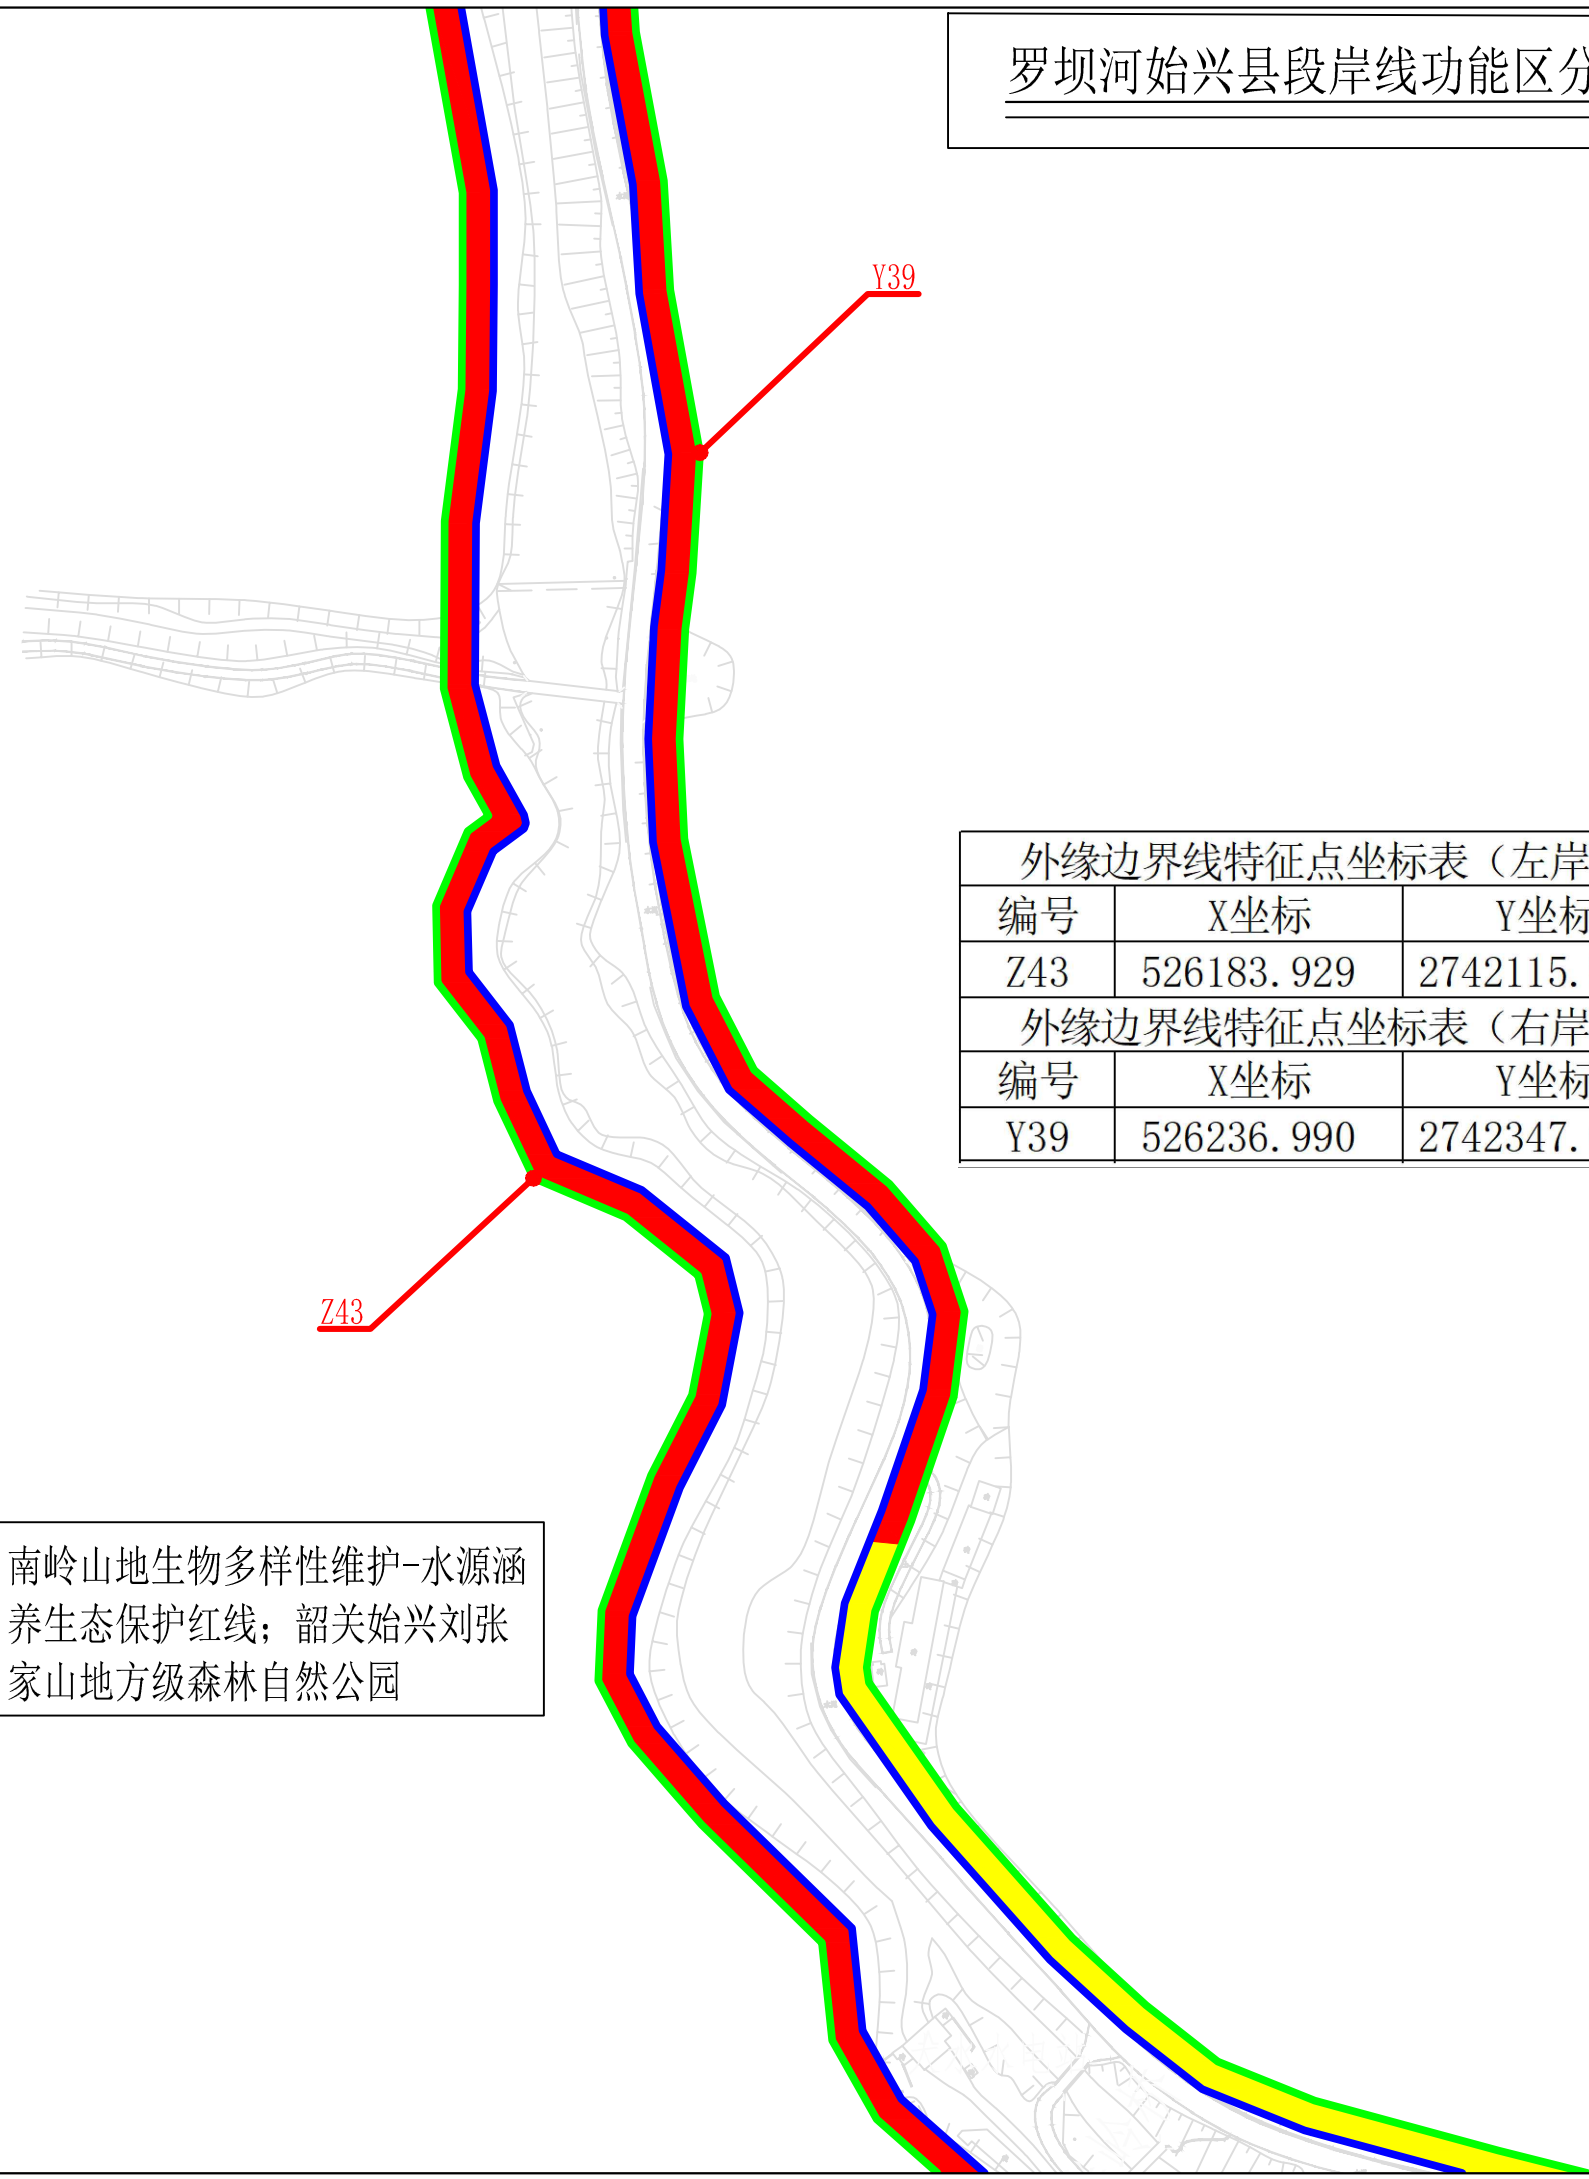 罗坝河始兴县段岸线功能区分
Y39
外缘边界线特征点坐标表（左岸
编号 X坐标 Y坐标
Z43 526183.929 2742115.
外缘边界线特征点坐标表（右岸
编号 X坐标 Y坐标
Y39 526236.990 2742347.
Z43
南岭山地生物多样性维护-水源涵
养生态保护红线；韶关始兴刘张
家山地方级森林自然公园